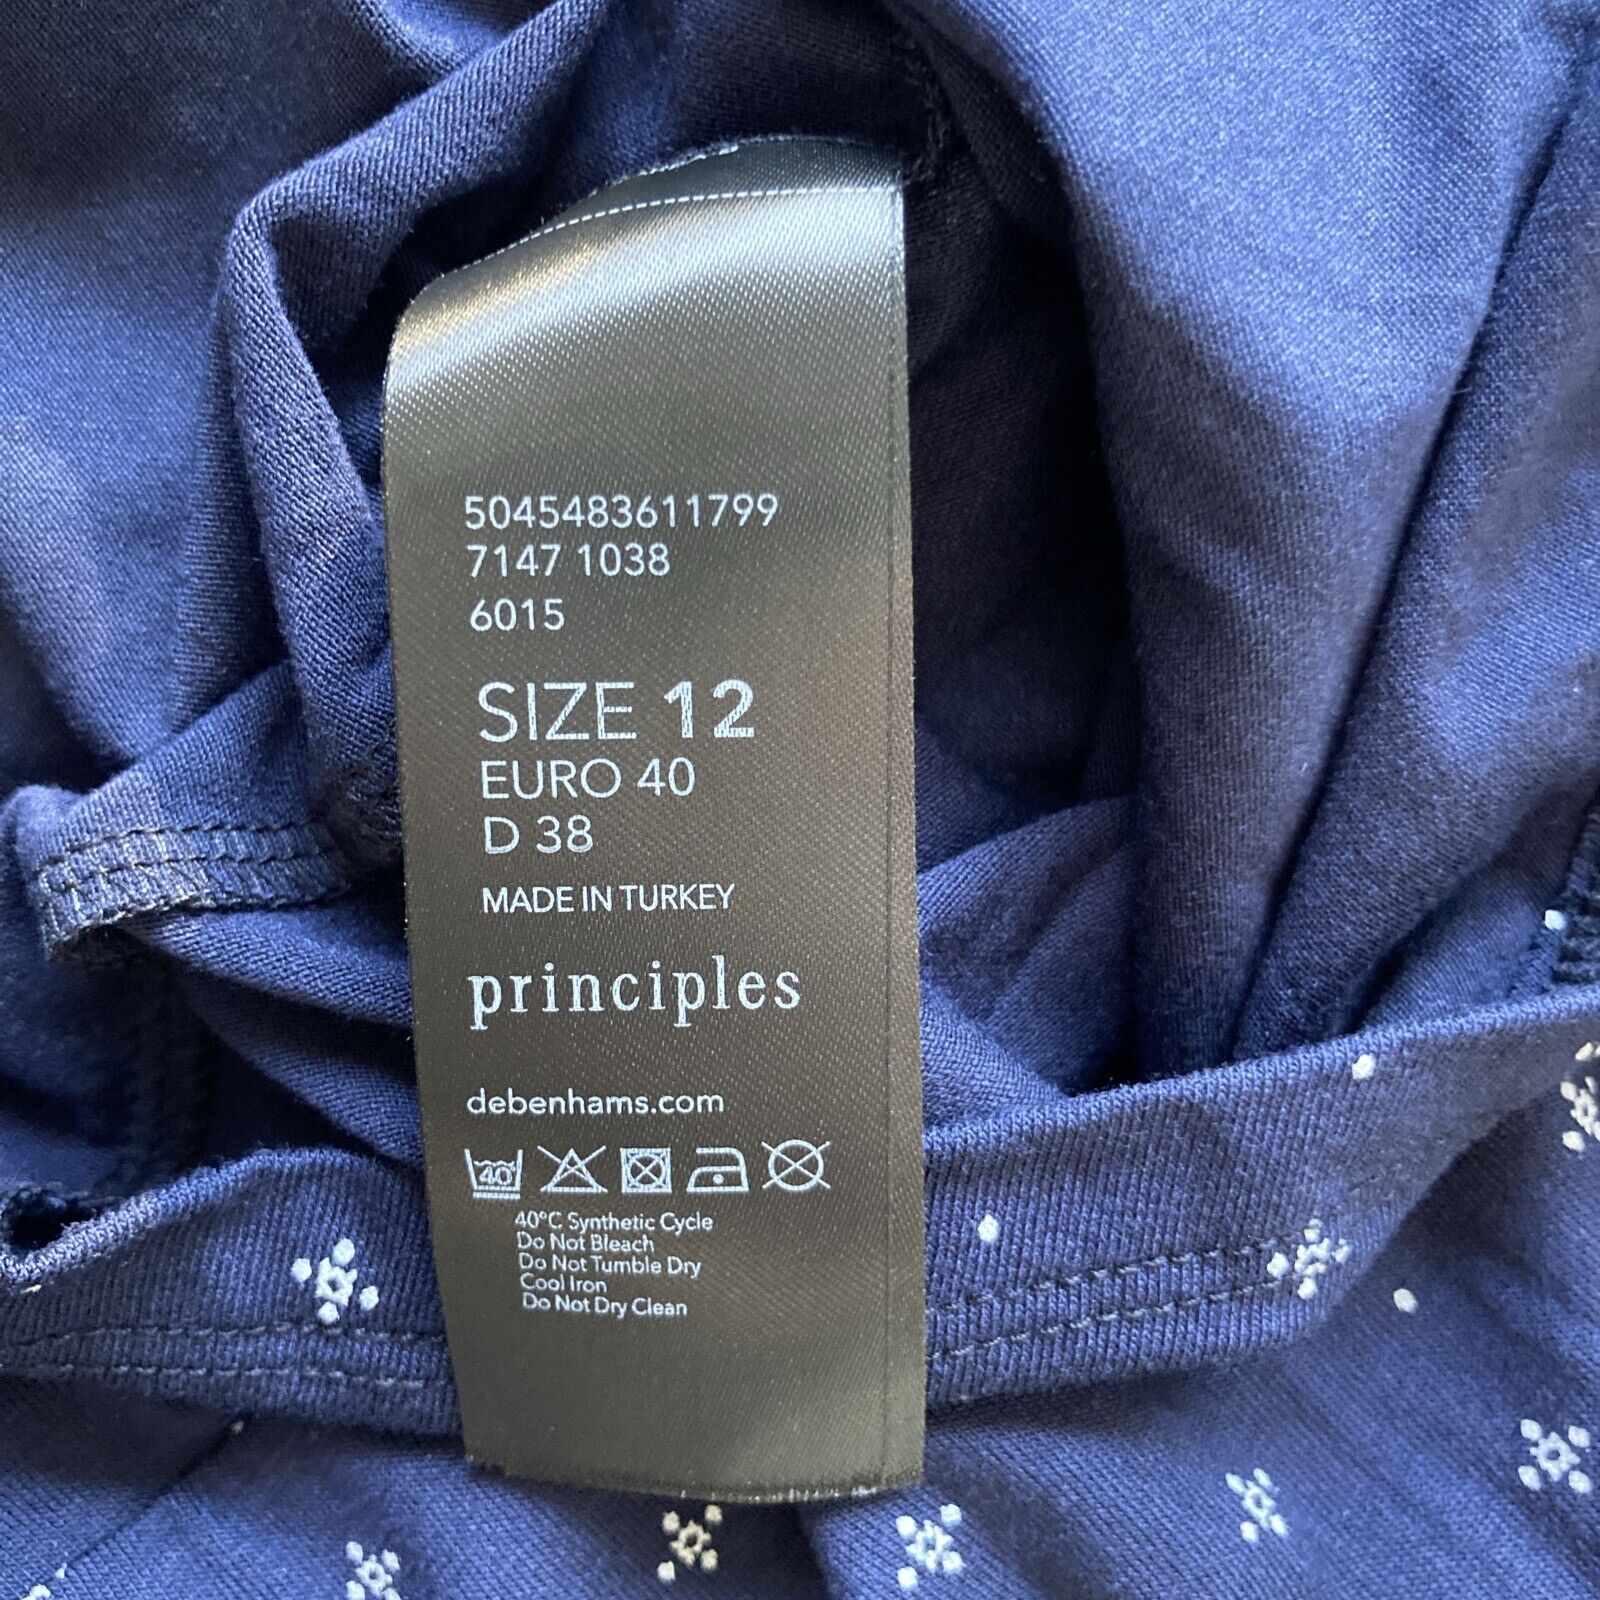 5045483611799
7147 1038
6015
SIZE 12
EURO 40
D 38
MADE IN TURKEY
principles
debenhams.com
40
40°C Synthetic Cycle
Do Not Bleach
Do Not Tumble Dry
Cool Iron
Do Not Dry Clean